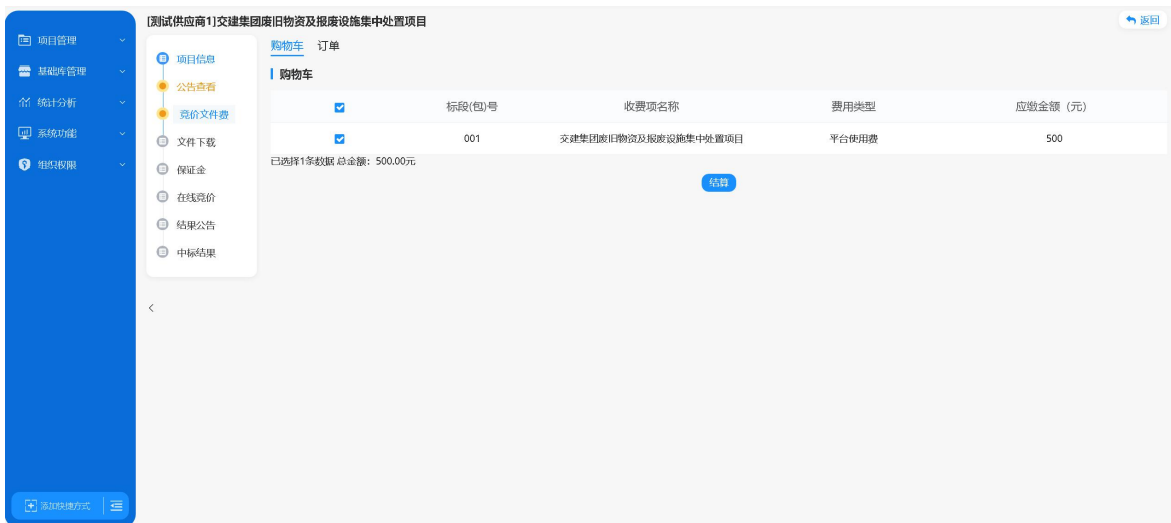 [测试供应商1]交建集团废旧物资及报废设施集中处置项目
返回
项目管理
基础库管理
统计分析
系统功能
组织权限
添加快捷方式
项目信息
公告查看
竞价文件费
文件下载
保证金
在线竞价
结果公告
中标结果
购物车 订单
购物车
标段(包)号 收费项名称 费用类型 应缴金额（元）
001 交建集团废旧物资及报废设施集中处置项目 平台使用费 500
已选择1条数据 总金额：500.00元
结算